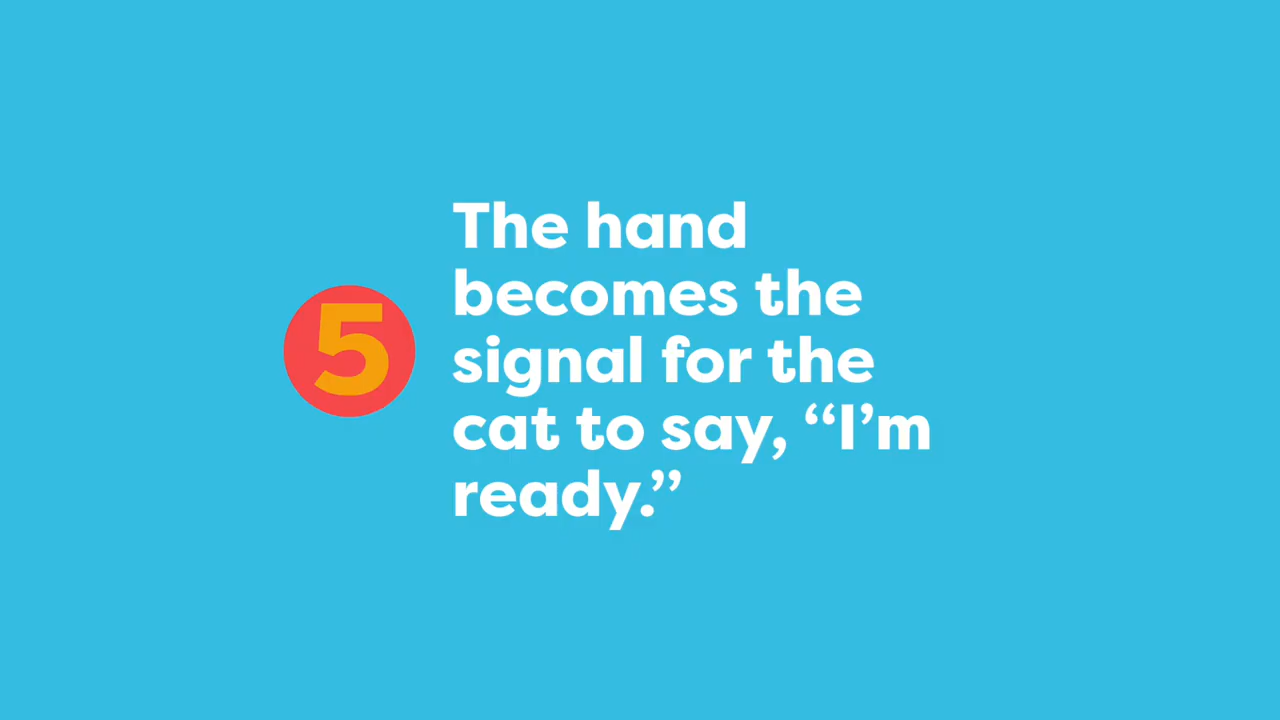 5
The hand
becomes the
signal for the
cat to say, “I’m
ready.”